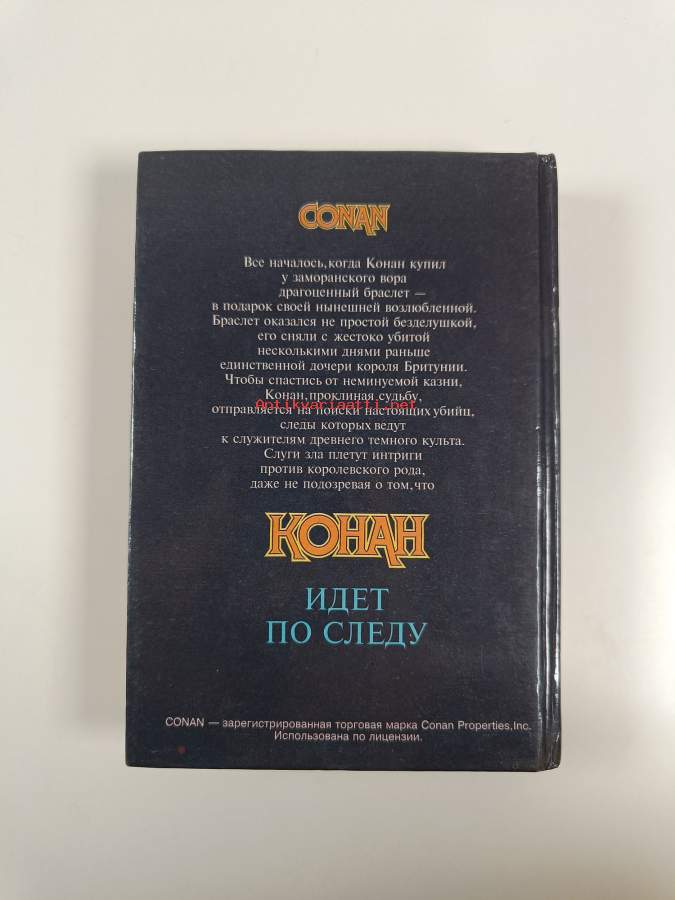 CONAN
Все началось,когда Конан купил
у заморанского вора
драгоценный браслет —
в подарок своей нынешней возлюбленной.
Браслет оказался не простой безделушкой,
его сняли с жестоко убитой
несколькими днями раньше
единственной дочери короля Бритунии.
Чтобы спастись от неминуемой казни,
Конан,проклиная судьбу,
Antikvariaatti.net
отправляется на поиски настоящих убийц,
следы которых ведут
к служителям древнего темного культа.
Слуги зла плетут интриги
против королевского рода,
даже не подозревая о том,что
КОНАН
ИДЕТ
ПО СЛЕДУ
CONAN — зарегистрированная торговая марка Conan Properties,Inc.
Использована по лицензии.